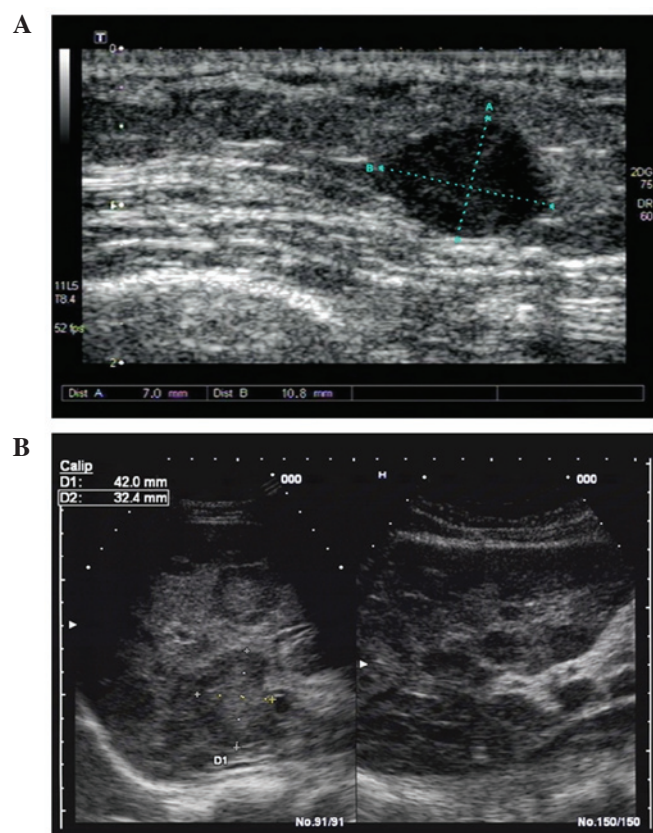 A
T
0
A
B
2DG
75
DR
60
11L5
T8.4
52 fps
2
Dist A 7.0 mm Dist B 10.8 mm
B
Calip
D1: 42.0 mm
D2: 32.4 mm
000
H
000
D1
No.91/91
No.150/150